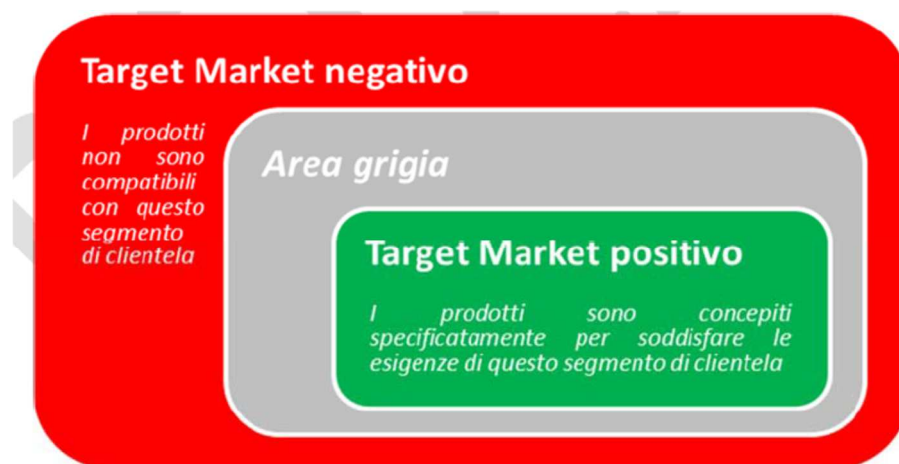 Target Market negativo
I prodotti
non sono
compatibili
con questo
segmento
di clientela
Area grigia
Target Market positivo
I prodotti sono concepiti
specificatamente per soddisfare le
esigenze di questo segmento di clientela